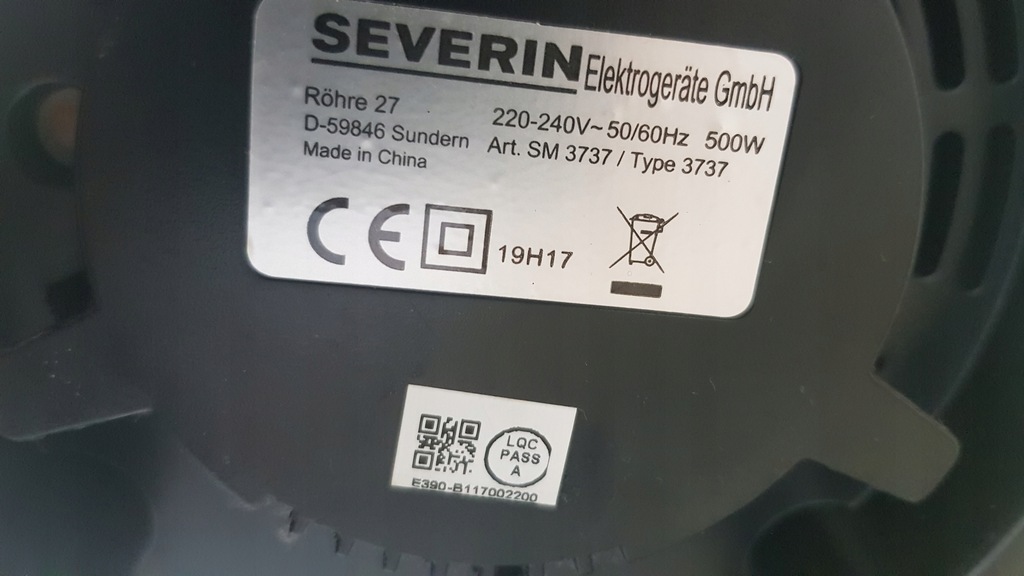 SEVERIN Elektrogeräte GmbH
Röhre 27
D-59846 Sundern
Made in China
220-240V~ 50/60Hz 500W
Art. SM 3737 / Type 3737
CE
19H17
LQC
PASS
A
E390-B117002200